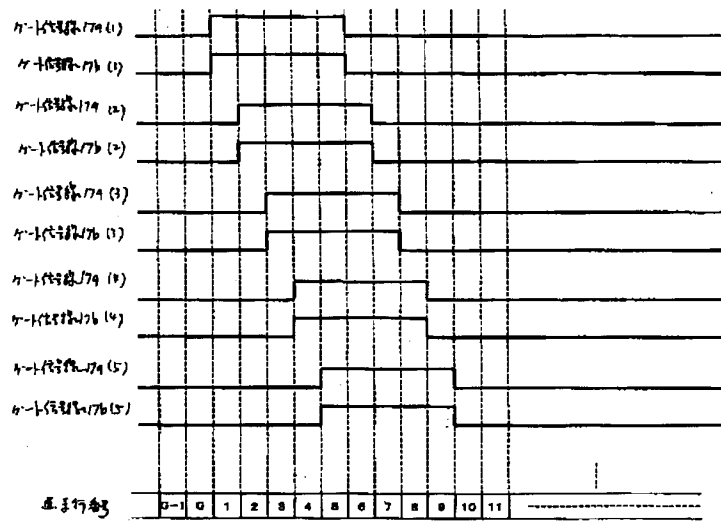 ゲート信号線17a (1)
ゲート信号線17b (1)
ゲート信号線17a (2)
ゲート信号線17b (2)
ゲート信号線17a (3)
ゲート信号線17b (3)
ゲート信号線17a (4)
ゲート信号線17b (4)
ゲート信号線17a (5)
ゲート信号線17b (5)
行番号 G-1 G 1 2 3 4 5 6 7 8 9 10 11